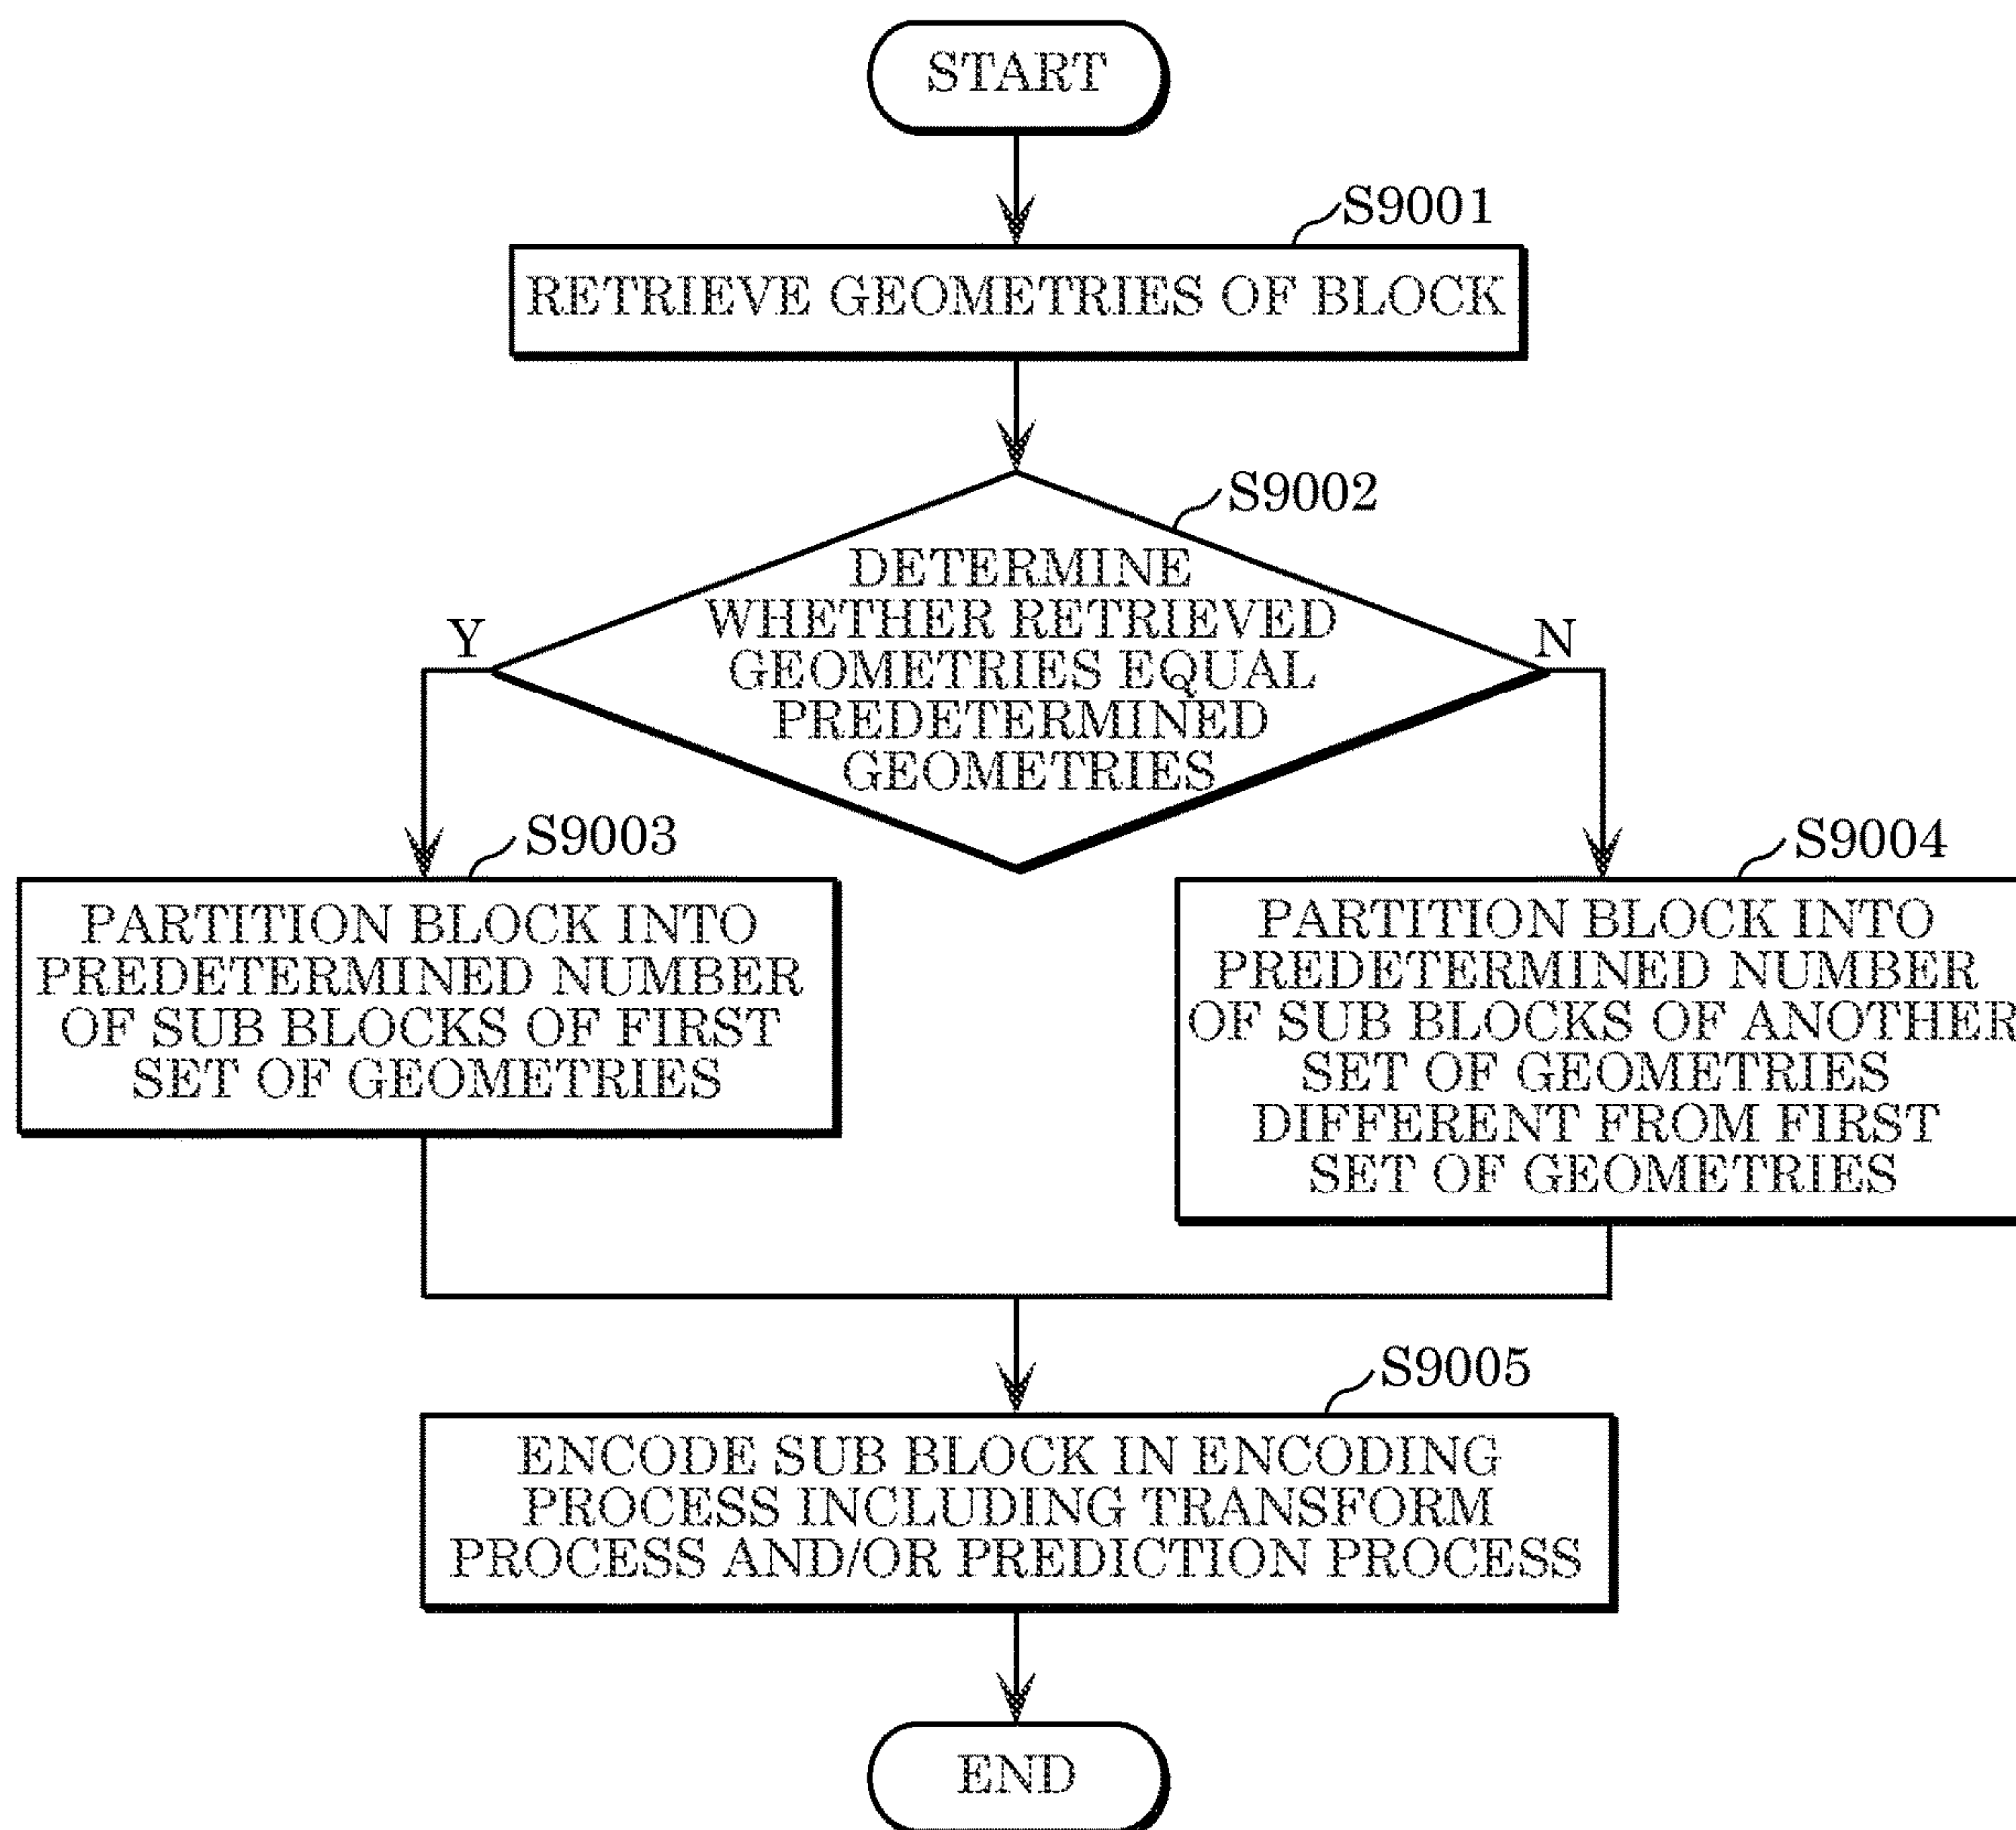 START
S9001
RETRIEVE GEOMETRIES OF BLOCK
S9002
DETERMINE
WHETHER RETRIEVED
GEOMETRIES EQUAL
PREDETERMINED
GEOMETRIES
Y
N
S9003
PARTITION BLOCK INTO
PREDETERMINED NUMBER
OF SUB BLOCKS OF FIRST
SET OF GEOMETRIES
S9004
PARTITION BLOCK INTO
PREDETERMINED NUMBER
OF SUB BLOCKS OF ANOTHER
SET OF GEOMETRIES
DIFFERENT FROM FIRST
SET OF GEOMETRIES
S9005
ENCODE SUB BLOCK IN ENCODING
PROCESS INCLUDING TRANSFORM
PROCESS AND/OR PREDICTION PROCESS
END